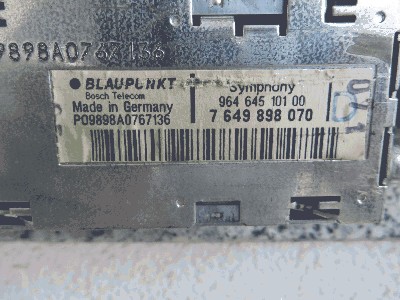 9898A0767136
BLAUPUNKT Symphony
Bosch Telecom 964 645 101 00
Made in Germany 7 649 898 070
P09898A0767136